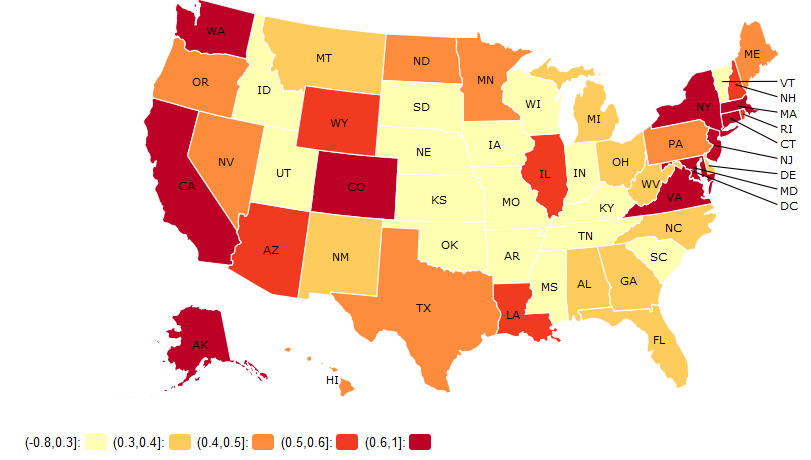 WA
MT
ND
MN
ME
OR
ID
SD
WI
MI
NY
VT
NH
MA
RI
CT
NJ
DE
MD
DC
WY
NE
IA
PA
NV
UT
CO
IL
IN
OH
WV
VA
CA
KS
MO
KY
AZ
NM
OK
AR
TN
NC
SC
TX
LA
MS
AL
GA
FL
AK
HI
(-0.8,0.3]: (0.3,0.4]: (0.4,0.5]: (0.5,0.6]: (0.6,1]: